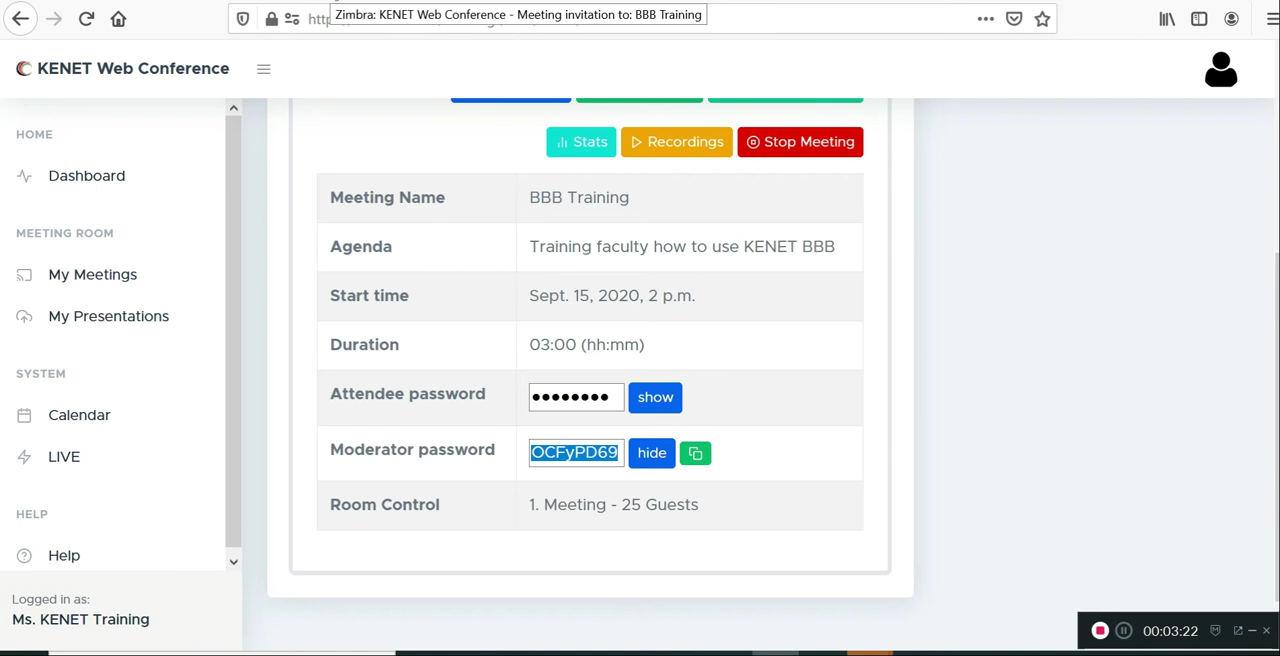 Zimbra: KENET Web Conference - Meeting invitation to: BBB Training
http
KENET Web Conference
HOME
Dashboard
MEETING ROOM
My Meetings
My Presentations
SYSTEM
Calendar
LIVE
HELP
Help
Logged in as:
Ms. KENET Training
Stats Recordings Stop Meeting
Meeting Name BBB Training
Agenda Training faculty how to use KENET BBB
Start time Sept. 15, 2020, 2 p.m.
Duration 03:00 (hh:mm)
Attendee password •••••••• show
Moderator password OCFyPD69 hide
Room Control 1. Meeting - 25 Guests
00:03:22